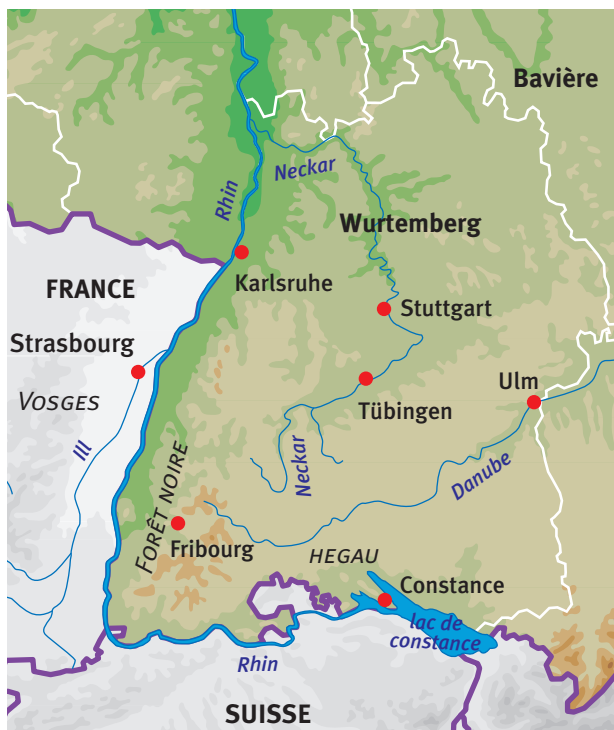 Bavière
Neckar
Rhin
Wurtemberg
Karlsruhe
FRANCE
Stuttgart
Strasbourg
Ulm
VOSGES
Tübingen
Ill
Neckar
Danube
FORÊT NOIRE
Fribourg
HEGAU
Constance
lac de
constance
Rhin
SUISSE